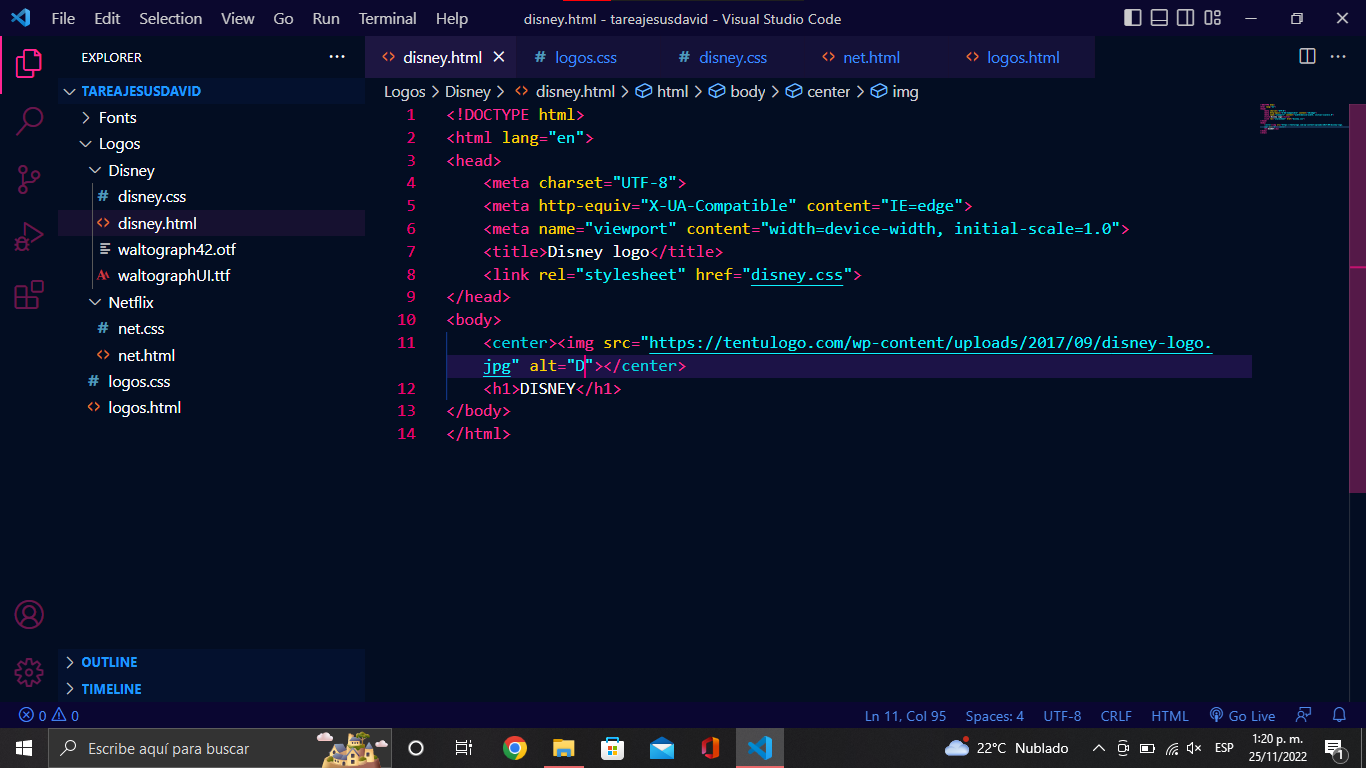 File Edit Selection View Go Run Terminal Help disney.html - tareajesusdavid - Visual Studio Code
EXPLORER
disney.html
# logos.css
# disney.css
net.html
logos.html
TAREAJESUSDAVID
Fonts
Logos
Disney
# disney.css
disney.html
waltograph42.otf
waltographUI.ttf
Netflix
# net.css
net.html
# logos.css
logos.html
OUTLINE
TIMELINE
Logos > Disney > disney.html > html > body > center > img
1 <!DOCTYPE html>
2 <html lang="en">
3 <head>
4 <meta charset="UTF-8">
5 <meta http-equiv="X-UA-Compatible" content="IE=edge">
6 <meta name="viewport" content="width=device-width, initial-scale=1.0">
7 <title>Disney logo</title>
8 <link rel="stylesheet" href="disney.css">
9 </head>
10 <body>
11 <center><img src="https://tentulogo.com/wp-content/uploads/2017/09/disney-logo.
jpg" alt="D"></center>
12 <h1>DISNEY</h1>
13 </body>
14 </html>
0 0 Ln 11, Col 95 Spaces: 4 UTF-8 CRLF HTML Go Live
Escribe aquí para buscar
22°C Nublado
ESP
1:20 p. m.
25/11/2022
1